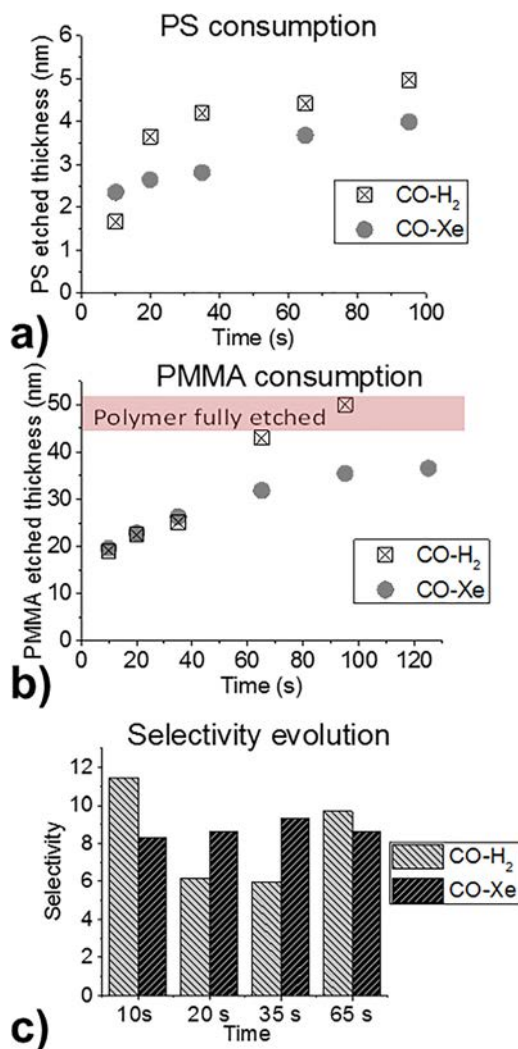 PS consumption
6
5
4
3
2
1
0
PS etched thickness (nm)
CO-H₂
CO-Xe
0 20 40 60 80 100
Time (s)
a)
PMMA consumption
50
40
30
20
10
0
PMMA etched thickness (nm)
Polymer fully etched
CO-H₂
CO-Xe
0 20 40 60 80 100 120
Time (s)
b)
Selectivity evolution
12
10
8
6
4
2
0
Selectivity
CO-H₂
CO-Xe
10s 20 s 35 s 65 s
Time
c)